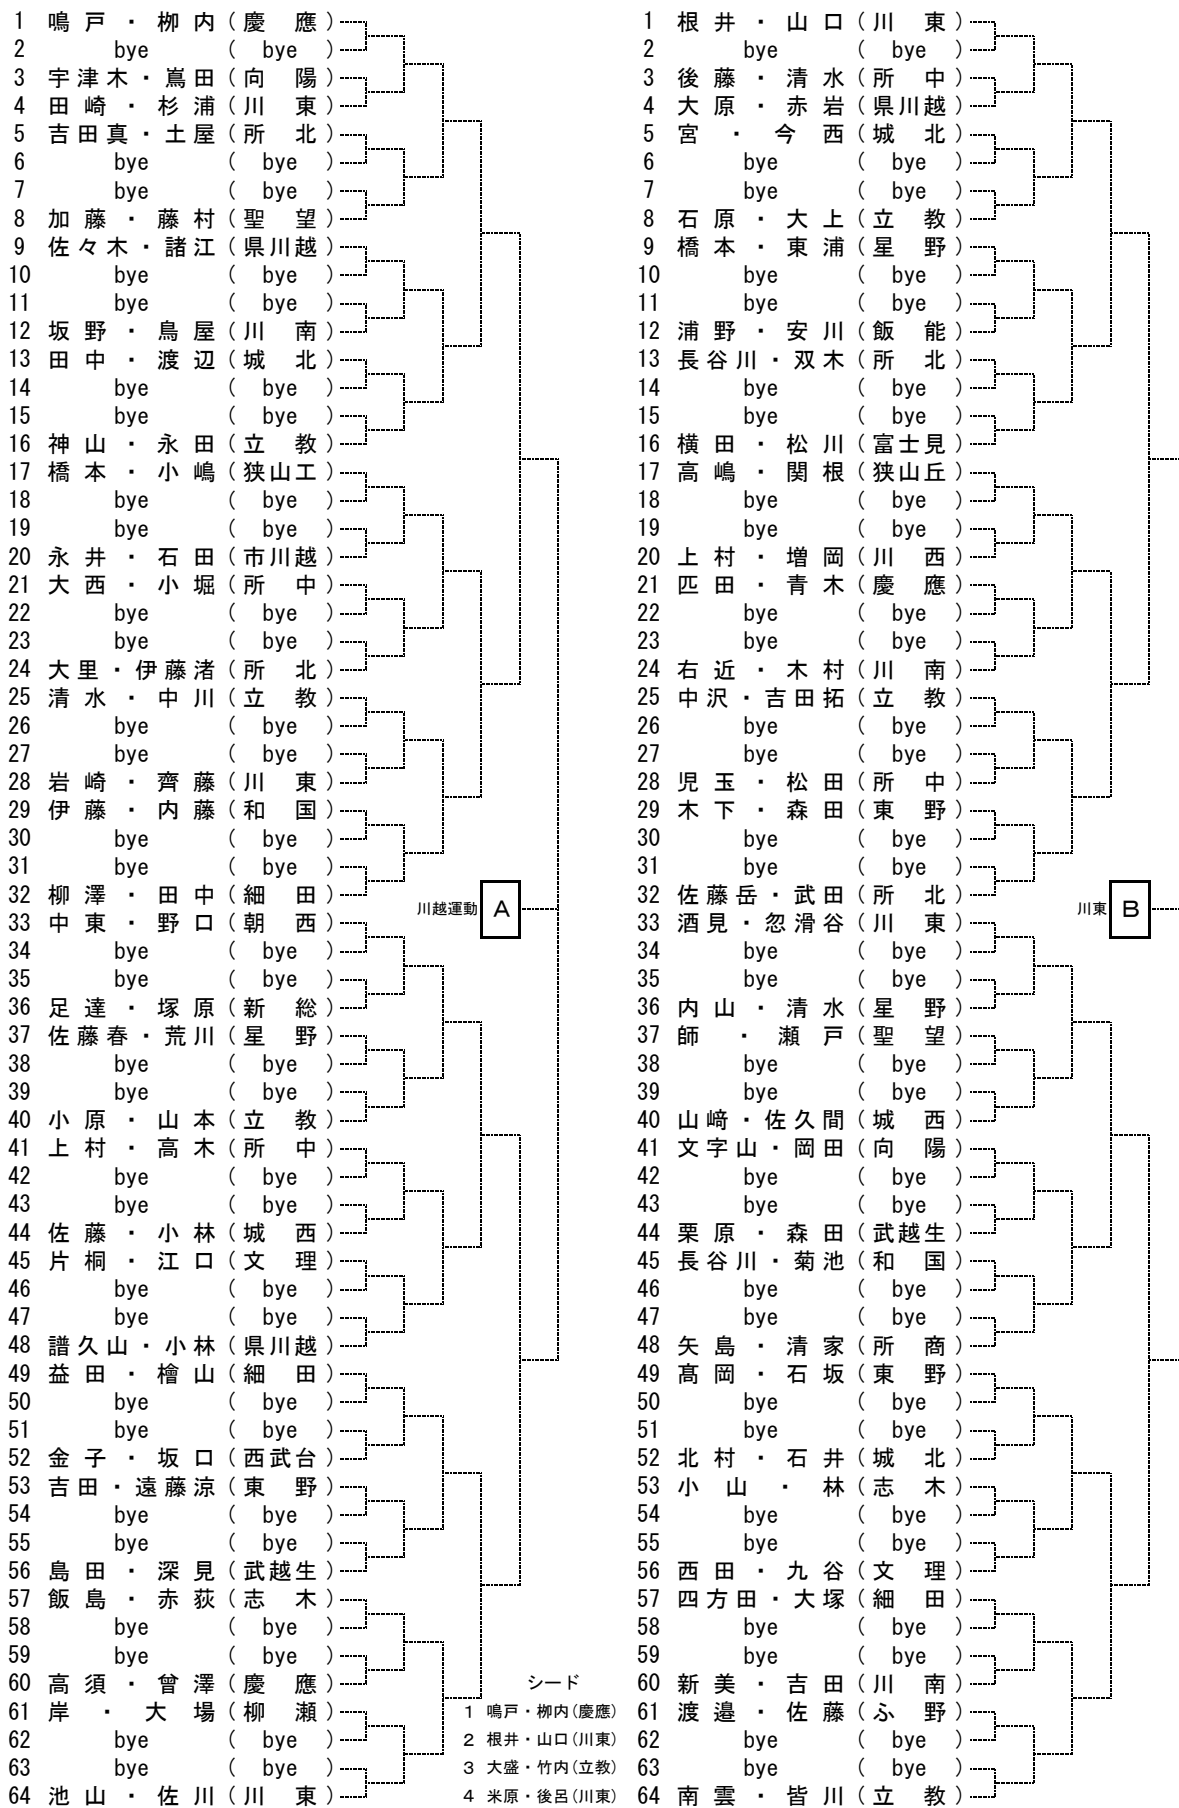 1 鳴戸・栁内(慶應)
2 bye (bye)
3 宇津木・嶌田(向陽)
4 田崎・杉浦(川東)
5 吉田真・土屋(所北)
6 bye (bye)
7 bye (bye)
8 加藤・藤村(聖望)
9 佐々木・諸江(県川越)
10 bye (bye)
11 bye (bye)
12 坂野・鳥屋(川南)
13 田中・渡辺(城北)
14 bye (bye)
15 bye (bye)
16 神山・永田(立教)
17 橋本・小嶋(狭山工)
18 bye (bye)
19 bye (bye)
20 永井・石田(市川越)
21 大西・小堀(所中)
22 bye (bye)
23 bye (bye)
24 大里・伊藤渚(所北)
25 清水・中川(立教)
26 bye (bye)
27 bye (bye)
28 岩崎・齊藤(川東)
29 伊藤・内藤(和国)
30 bye (bye)
31 bye (bye)
32 柳澤・田中(細田)
33 中東・野口(朝西)
34 bye (bye)
35 bye (bye)
36 足達・塚原(新総)
37 佐藤春・荒川(星野)
38 bye (bye)
39 bye (bye)
40 小原・山本(立教)
41 上村・高木(所中)
42 bye (bye)
43 bye (bye)
44 佐藤・小林(城西)
45 片桐・江口(文理)
46 bye (bye)
47 bye (bye)
48 譜久山・小林(県川越)
49 益田・檜山(細田)
50 bye (bye)
51 bye (bye)
52 金子・坂口(西武台)
53 吉田・遠藤涼(東野)
54 bye (bye)
55 bye (bye)
56 島田・深見(武越生)
57 飯島・赤荻(志木)
58 bye (bye)
59 bye (bye)
60 高須・曾澤(慶應)
61 岸・大場(柳瀬)
62 bye (bye)
63 bye (bye)
64 池山・佐川(川東)
川越運動 A
シード
1 鳴戸・栁内(慶應)
2 根井・山口(川東)
3 大盛・竹内(立教)
4 米原・後呂(川東)
1 根井・山口(川東)
2 bye (bye)
3 後藤・清水(所中)
4 大原・赤岩(県川越)
5 宮・今西(城北)
6 bye (bye)
7 bye (bye)
8 石原・大上(立教)
9 橋本・東浦(星野)
10 bye (bye)
11 bye (bye)
12 浦野・安川(飯能)
13 長谷川・双木(所北)
14 bye (bye)
15 bye (bye)
16 横田・松川(富士見)
17 高嶋・関根(狭山丘)
18 bye (bye)
19 bye (bye)
20 上村・増岡(川西)
21 匹田・青木(慶應)
22 bye (bye)
23 bye (bye)
24 右近・木村(川南)
25 中沢・吉田拓(立教)
26 bye (bye)
27 bye (bye)
28 児玉・松田(所中)
29 木下・森田(東野)
30 bye (bye)
31 bye (bye)
32 佐藤岳・武田(所北)
33 酒見・忽滑谷(川東)
34 bye (bye)
35 bye (bye)
36 内山・清水(星野)
37 師・瀬戸(聖望)
38 bye (bye)
39 bye (bye)
40 山﨑・佐久間(城西)
41 文字山・岡田(向陽)
42 bye (bye)
43 bye (bye)
44 栗原・森田(武越生)
45 長谷川・菊池(和国)
46 bye (bye)
47 bye (bye)
48 矢島・清家(所商)
49 髙岡・石坂(東野)
50 bye (bye)
51 bye (bye)
52 北村・石井(城北)
53 小山・林(志木)
54 bye (bye)
55 bye (bye)
56 西田・九谷(文理)
57 四方田・大塚(細田)
58 bye (bye)
59 bye (bye)
60 新美・吉田(川南)
61 渡邉・佐藤(ふ野)
62 bye (bye)
63 bye (bye)
64 南雲・皆川(立教)
川東 B